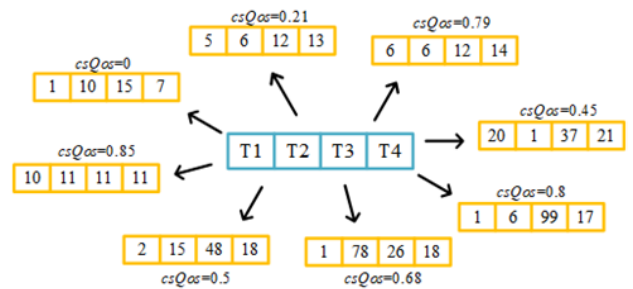 csQos=0.21
5 6 12 13
csQos=0.79
6 6 12 14
csQos=0
1 10 15 7
csQos=0.45
20 1 37 21
T1 T2 T3 T4
csQos=0.85
10 11 11 11
csQos=0.8
1 6 99 17
2 15 48 18
csQos=0.5
1 78 26 18
csQos=0.68